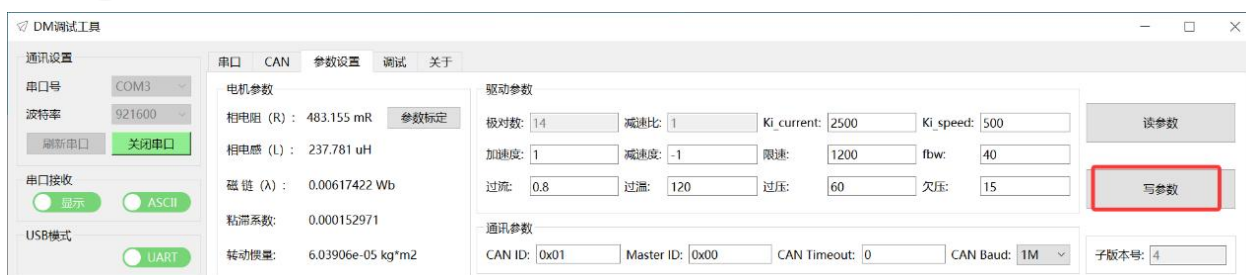 DM调试工具
通讯设置
串口号 COM3
波特率 921600
刷新串口 关闭串口
串口接收
显示 ASCII
USB模式
UART
串口 CAN 参数设置 调试 关于
电机参数
相电阻 (R) : 483.155 mR 参数标定
相电感 (L) : 237.781 uH
磁 链 (λ) : 0.00617422 Wb
粘滞系数: 0.000152971
转动惯量: 6.03906e-05 kg*m2
驱动参数
极对数: 14 减速比: 1 Ki_current: 2500 Ki_speed: 500
加速度: 1 减速度: -1 限速: 1200 fbw: 40
过流: 0.8 过温: 120 过压: 60 欠压: 15
通讯参数
CAN ID: 0x01 Master ID: 0x00 CAN Timeout: 0 CAN Baud: 1M
读参数
写参数
子版本号: 4